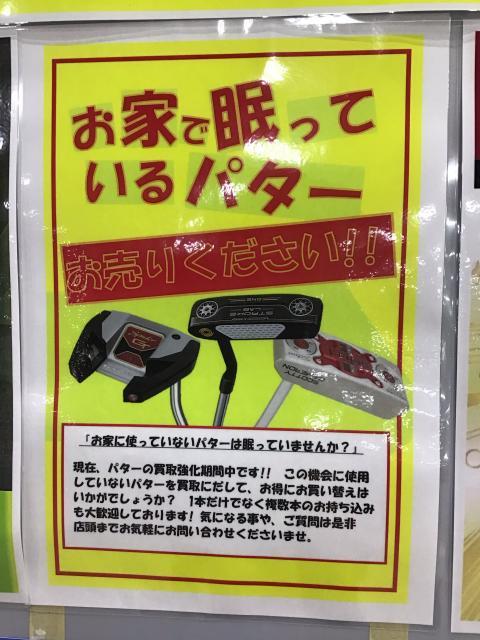 お家で眠って
いるパター
お売りください!!
STROKE LAB
ONE
SCOTTY CAMERON
「お家に使っていないパターは眠っていませんか？」
現在、パターの買取強化期間中です!!　この機会に使用
していないパターを買取にだして、お得にお買い替えは
いかがでしょうか？　1本だけでなく複数本のお持ち込み
も大歓迎しております! 気になる事や、ご質問は是非
店頭までお気軽にお問い合わせくださいませ。